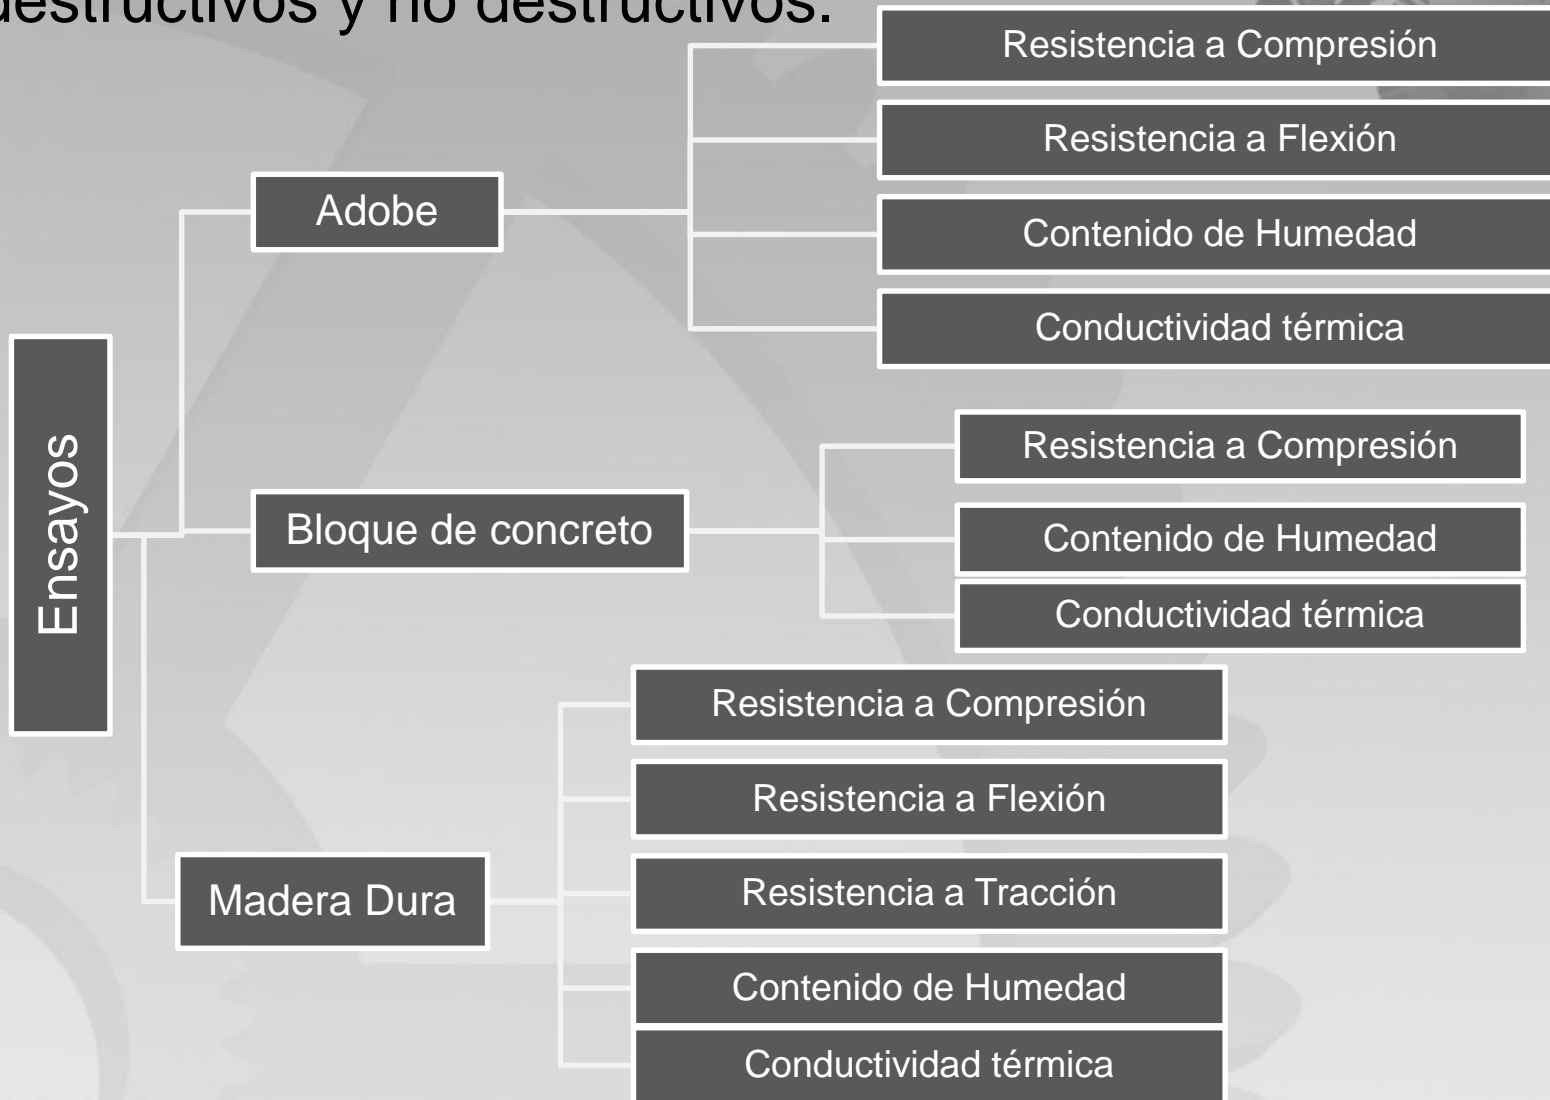 destructivos y no destructivos.
Ensayos
Adobe
Resistencia a Compresión
Resistencia a Flexión
Contenido de Humedad
Conductividad térmica
Bloque de concreto
Resistencia a Compresión
Contenido de Humedad
Conductividad térmica
Madera Dura
Resistencia a Compresión
Resistencia a Flexión
Resistencia a Tracción
Contenido de Humedad
Conductividad térmica